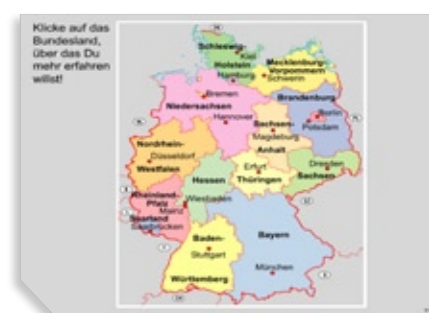 Klicke auf das
Bundesland,
über das Du
mehr erfahren
willst!
Schleswig-
Kiel
Holstein
Hamburg
Mecklenburg-
Vorpommern
Schwerin
Bremen
Niedersachsen
Hannover
Brandenburg
Berlin
Potsdam
Sachsen-
Magdeburg
Anhalt
Nordrhein-
Düsseldorf
Westfalen
Hessen
Wiesbaden
Erfurt
Thüringen
Dresden
Sachsen
Rheinland-
Pfalz
Mainz
Saarland
Saarbrücken
Baden-
Stuttgart
Württemberg
Bayern
München